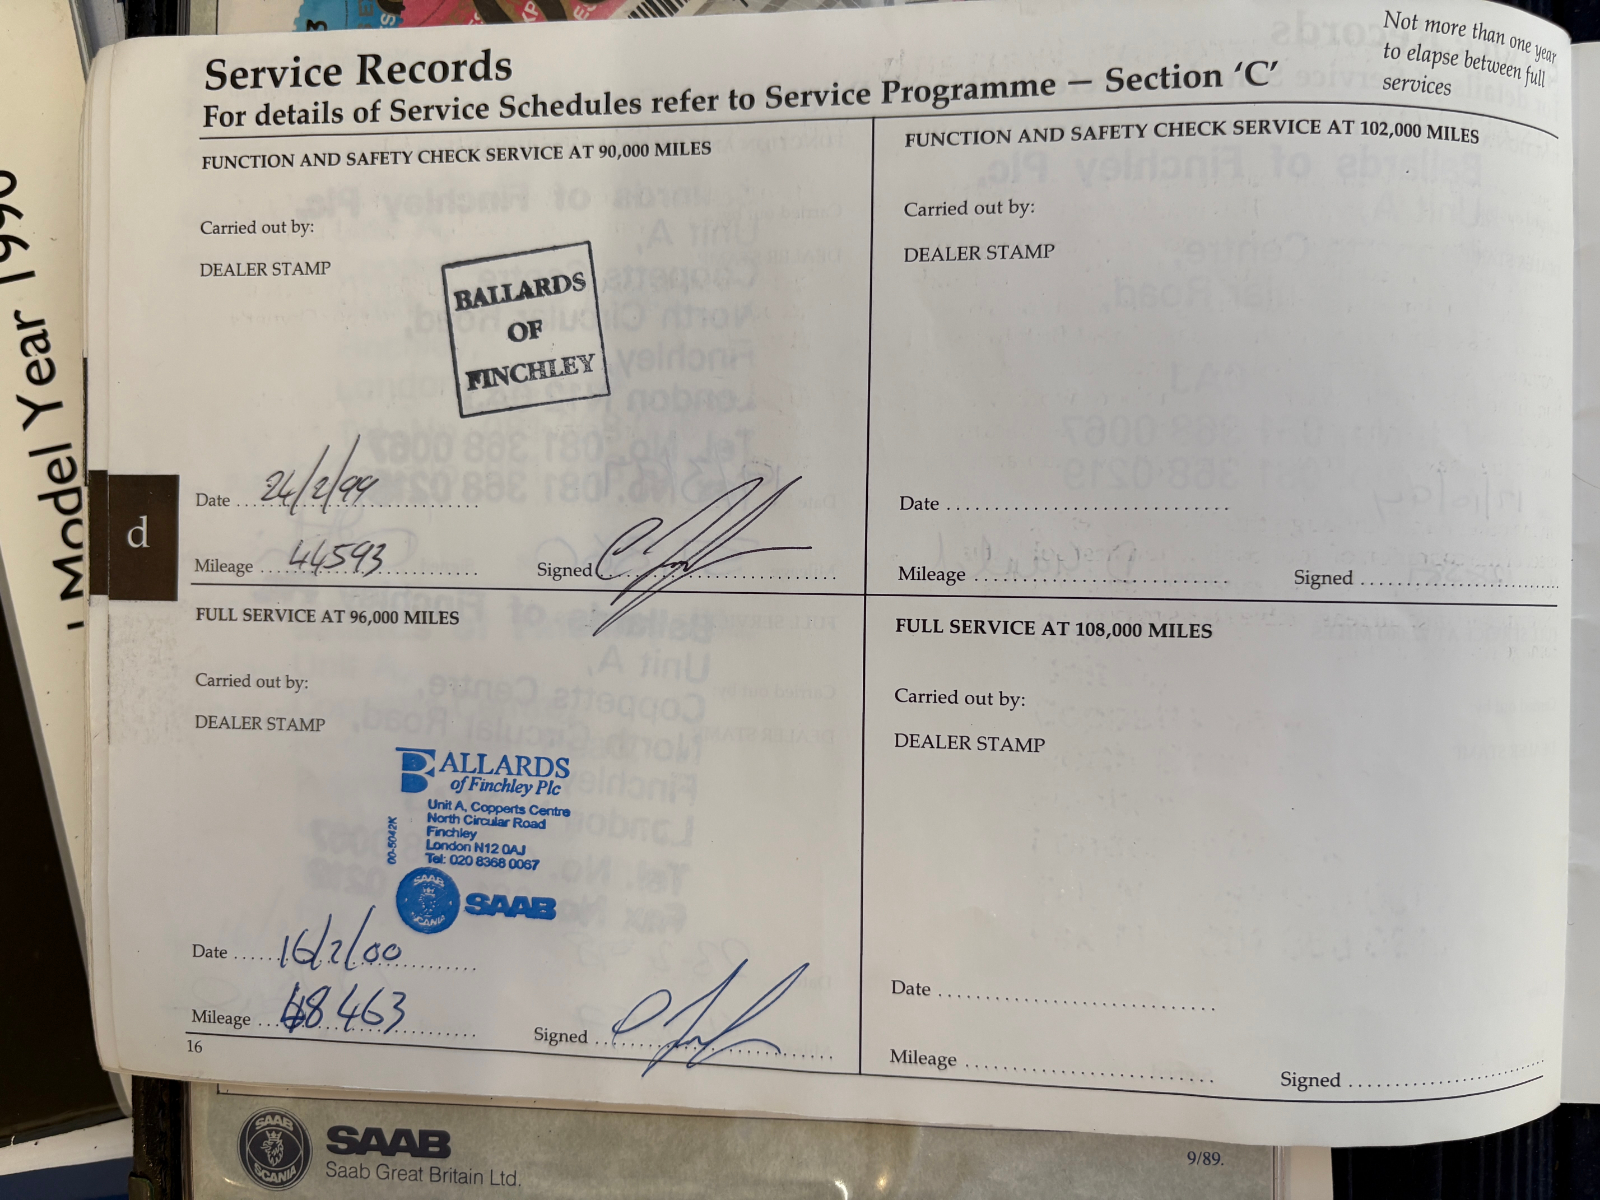 Service Records
For details of Service Schedules refer to Service Programme — Section 'C'
Not more than one year
to elapse between full
services
FUNCTION AND SAFETY CHECK SERVICE AT 90,000 MILES
Carried out by:
DEALER STAMP
BALLARDS
OF
FINCHLEY
Date 24/2/99
Mileage 44593
Signed
FUNCTION AND SAFETY CHECK SERVICE AT 102,000 MILES
Carried out by:
DEALER STAMP
Date
Mileage
Signed
d
FULL SERVICE AT 96,000 MILES
Carried out by:
DEALER STAMP
BALLARDS
of Finchley Plc
Unit A, Copperts Centre
North Circular Road
Finchley
London N12 0AJ
Tel: 020 8368 0067
00-5042K
SAAB
SCANIA
SAAB
Date 16/2/00
Mileage 48463
Signed
16
FULL SERVICE AT 108,000 MILES
Carried out by:
DEALER STAMP
Date
Mileage
Signed
Model Year 1990
SAAB
SCANIA
SAAB
Saab Great Britain Ltd.
9/89.